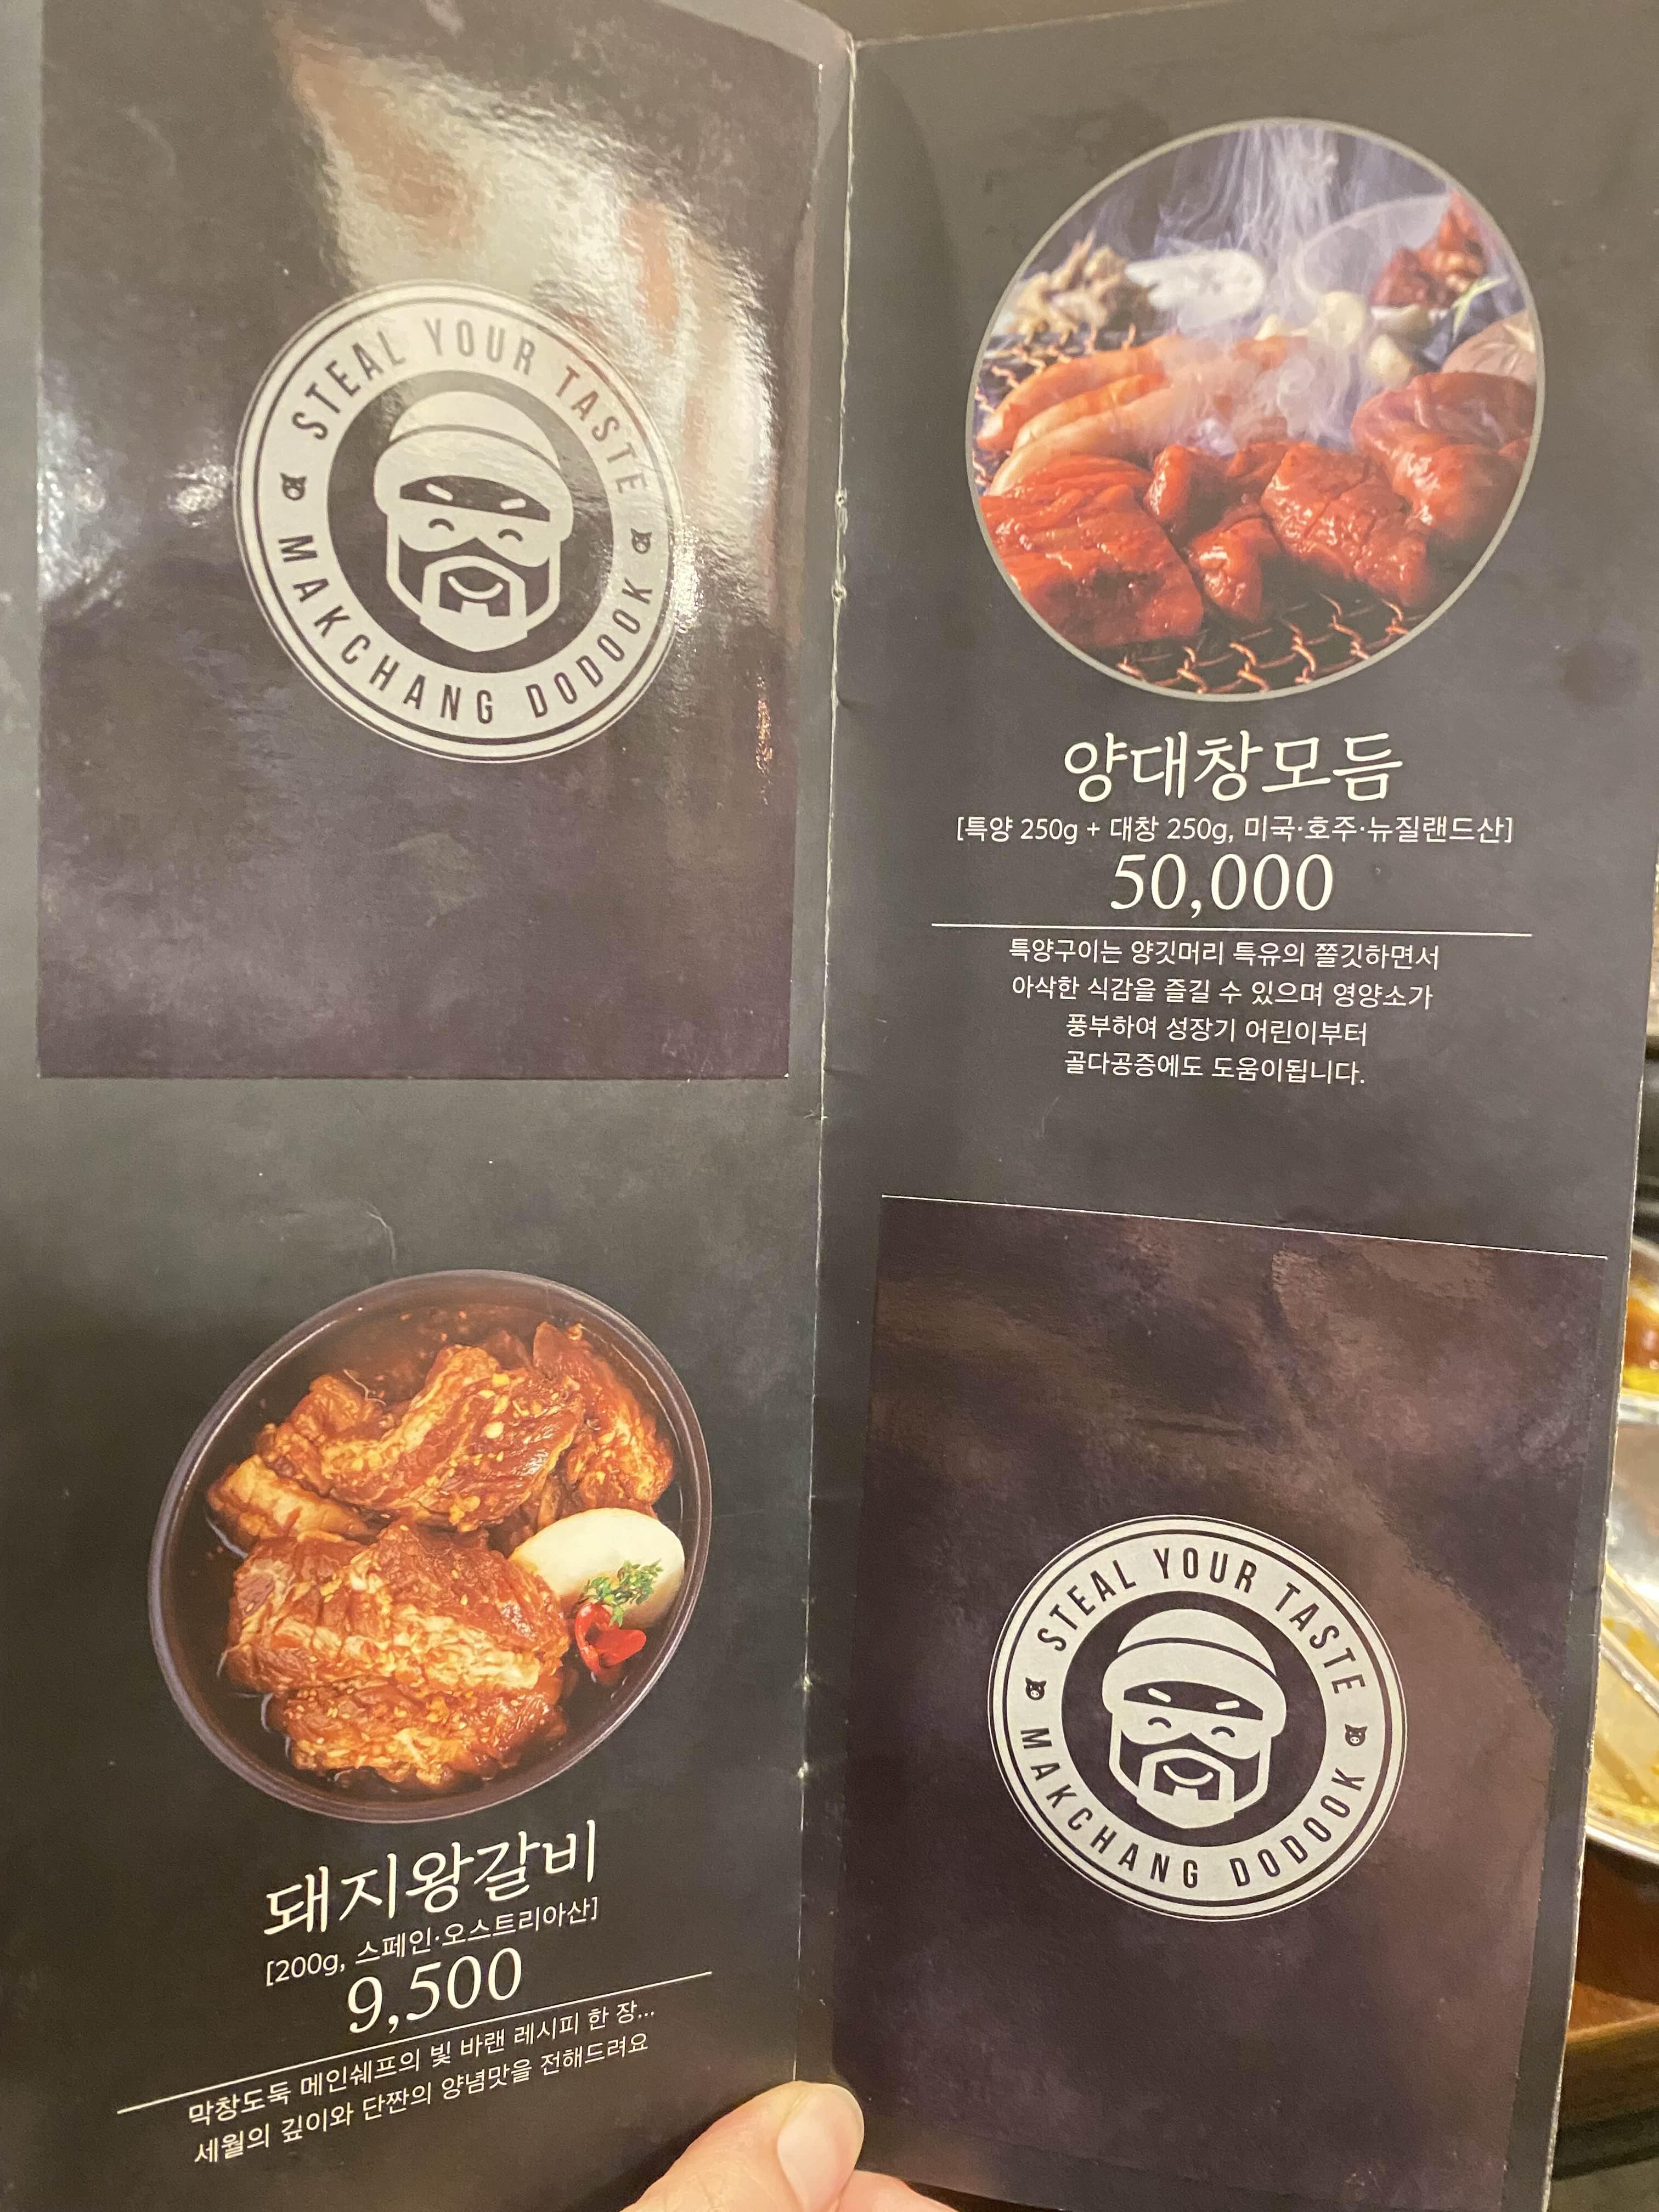 STEAL YOUR TASTE
MAKCHANG DODOOK
돼지왕갈비
[200g, 스페인·오스트리아산]
9,500
막창도둑 메인쉐프의 빛 바랜 레시피 한 장...
세월의 깊이와 단짠의 양념맛을 전해드려요
양대창모듬
[특양 250g + 대창 250g, 미국·호주·뉴질랜드산]
50,000
특양구이는 양깃머리 특유의 쫄깃하면서
아삭한 식감을 즐길 수 있으며 영양소가
풍부하여 성장기 어린이부터
골다공증에도 도움이됩니다.
STEAL YOUR TASTE
MAKCHANG DODOOK